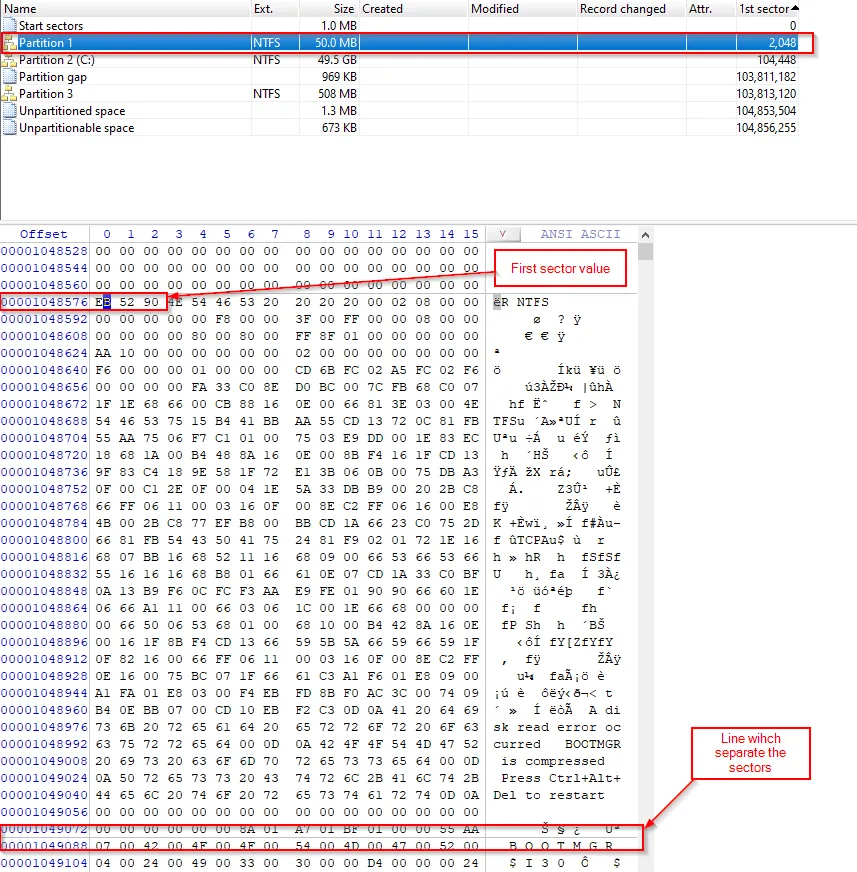 Name Ext. Size Created Modified Record changed Attr. 1st sector
Start sectors 1.0 MB 0
Partition 1 NTFS 50.0 MB 2,048
Partition 2 (C:) NTFS 49.5 GB 104,448
Partition gap 969 KB 103,811,182
Partition 3 NTFS 508 MB 103,813,120
Unpartitioned space 1.3 MB 104,853,504
Unpartitionable space 673 KB 104,856,255
Offset 0 1 2 3 4 5 6 7 8 9 10 11 12 13 14 15 ANSI ASCII
00001048528 00 00 00 00 00 00 00 00 00 00 00 00 00 00 00 00
00001048544 00 00 00 00 00 00 00 00 00 00 00 00 00 00 00 00
First sector value
00001048560 00 00 00 00 00 00 00 00 00 00 00 00 00 00 00 00
00001048576 EB 52 90 4E 54 46 53 20 20 20 20 00 02 08 00 00 ëR NTFS
00001048592 00 00 00 00 00 F8 00 00 3F 00 FF 00 00 08 00 00 ø ? ÿ
00001048608 00 00 00 00 80 00 80 00 FF 8F 01 00 00 00 00 00 € € ÿ
00001048624 AA 10 00 00 00 00 00 00 02 00 00 00 00 00 00 00 ª
00001048640 F6 00 00 00 01 00 00 00 CD 6B FC 02 A5 FC 02 F6 ö Íkü ¥ü ö
00001048656 00 00 00 00 FA 33 C0 8E D0 BC 00 7C FB 68 C0 07 ú3ÀŽÐ¼ |ûhÀ
00001048672 1F 1E 68 66 00 CB 88 16 0E 00 66 81 3E 03 00 4E hf Ëˆ f > N
00001048688 54 46 53 75 15 B4 41 BB AA 55 CD 13 72 0C 81 FB TFSu ´A»ªUÍ r û
00001048704 55 AA 75 06 F7 C1 01 00 75 03 E9 DD 00 1E 83 EC Uªu ÷Á u éÝ ƒì
00001048720 18 68 1A 00 B4 48 8A 16 0E 00 8B F4 16 1F CD 13 h ´HŠ ‹ô Í
00001048736 9F 83 C4 18 9E 58 1F 72 E1 3B 06 0B 00 75 DB A3 ŸƒÄ žX rá; uÛ£
00001048752 0F 00 C1 2E 0F 00 04 1E 5A 33 DB B9 00 20 2B C8 Á. Z3Û¹ +È
00001048768 66 FF 06 11 00 03 16 0F 00 8E C2 FF 06 16 00 E8 fÿ ŽÂÿ è
00001048784 4B 00 2B C8 77 EF B8 00 BB CD 1A 66 23 C0 75 2D K +Èwï¸ »Í f#Àu-
00001048800 66 81 FB 54 43 50 41 75 24 81 F9 02 01 72 1E 16 f ûTCPAu$ ù r
00001048816 68 07 BB 16 68 52 11 16 68 09 00 66 53 66 53 66 h » hR h fSfSf
00001048832 55 16 16 16 68 B8 01 66 61 0E 07 CD 1A 33 C0 BF U h¸ fa Í 3À¿
00001048848 0A 13 B9 F6 0C FC F3 AA E9 FE 01 90 90 66 60 1E ¹ö üóªéþ f`
00001048864 06 66 A1 11 00 66 03 06 1C 00 1E 66 68 00 00 00 f¡ f fh
00001048880 00 66 50 06 53 68 01 00 68 10 00 B4 42 8A 16 0E fP Sh h ´BŠ
00001048896 00 16 1F 8B F4 CD 13 66 59 5B 5A 66 59 66 59 1F ‹ôÍ fY[ZfYfY
00001048912 0F 82 16 00 66 FF 06 11 00 03 16 0F 00 8E C2 FF ‚ fÿ ŽÂÿ
00001048928 0E 16 00 75 BC 07 1F 66 61 C3 A1 F6 01 E8 09 00 u¼ faÃ¡ö è
00001048944 A1 FA 01 E8 03 00 F4 EB FD 8B F0 AC 3C 00 74 09 ¡ú è ôëý‹ð¬< t
00001048960 B4 0E BB 07 00 CD 10 EB F2 C3 0D 0A 41 20 64 69 ´ » Í ëòÃ A di
00001048976 73 6B 20 72 65 61 64 20 65 72 72 6F 72 20 6F 63 sk read error oc
00001048992 63 75 72 72 65 64 00 0D 0A 42 4F 4F 54 4D 47 52 curred BOOTMGR
00001049008 20 69 73 20 63 6F 6D 70 72 65 73 73 65 64 00 0D is compressed
00001049024 0A 50 72 65 73 73 20 43 74 72 6C 2B 41 6C 74 2B Press Ctrl+Alt+
00001049040 44 65 6C 20 74 6F 20 72 65 73 74 61 72 74 0D 0A Del to restart
Line wihch
separate the
sectors
00001049056 00 00 00 00 00 00 00 00 00 00 00 00 00 00 00 00
00001049072 00 00 00 00 00 00 8A 01 A7 01 BF 01 00 00 55 AA Š § ¿ Uª
00001049088 07 00 42 00 4F 00 4F 00 54 00 4D 00 47 00 52 00 B O O T M G R
00001049104 04 00 24 00 49 00 33 00 30 00 00 D4 00 00 00 24 $ I 3 0 Ô $